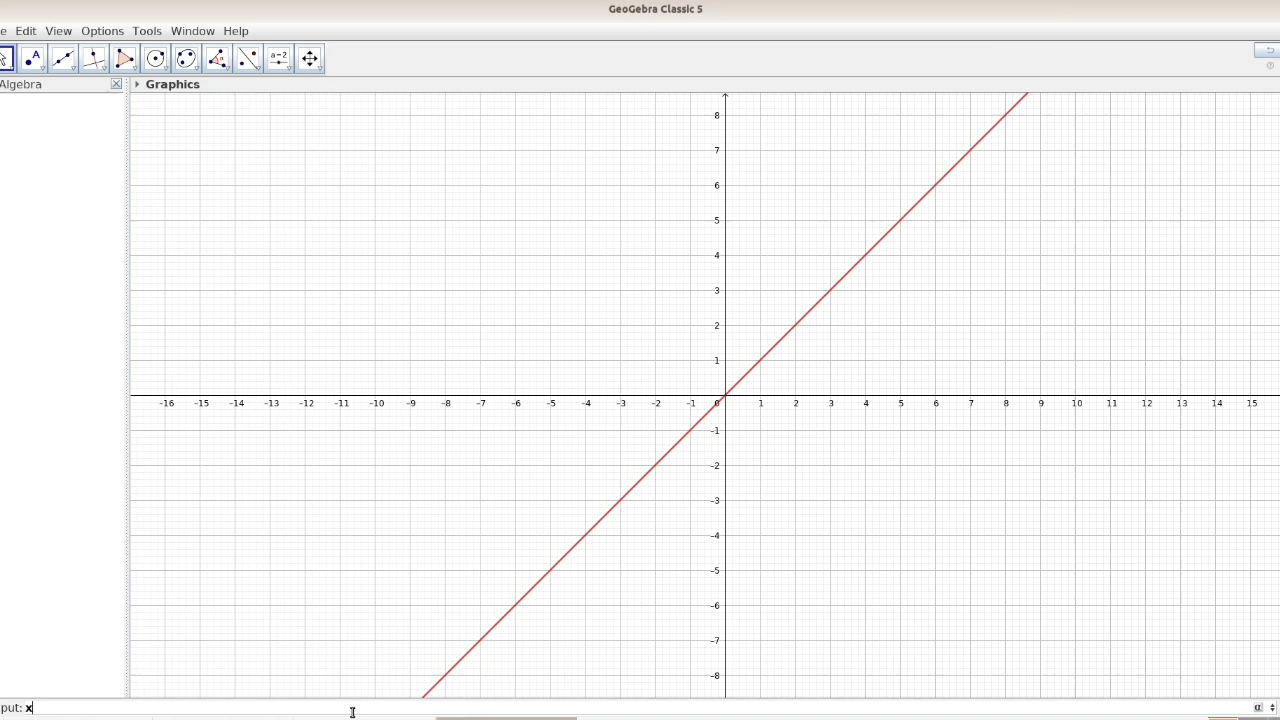 GeoGebra Classic 5
e Edit View Options Tools Window Help
A
α
a=2
Algebra
Graphics
8
7
6
5
4
3
2
1
-16 -15 -14 -13 -12 -11 -10 -9 -8 -7 -6 -5 -4 -3 -2 -1 0 1 2 3 4 5 6 7 8 9 10 11 12 13 14 15
-1
-2
-3
-4
-5
-6
-7
-8
put: x
α